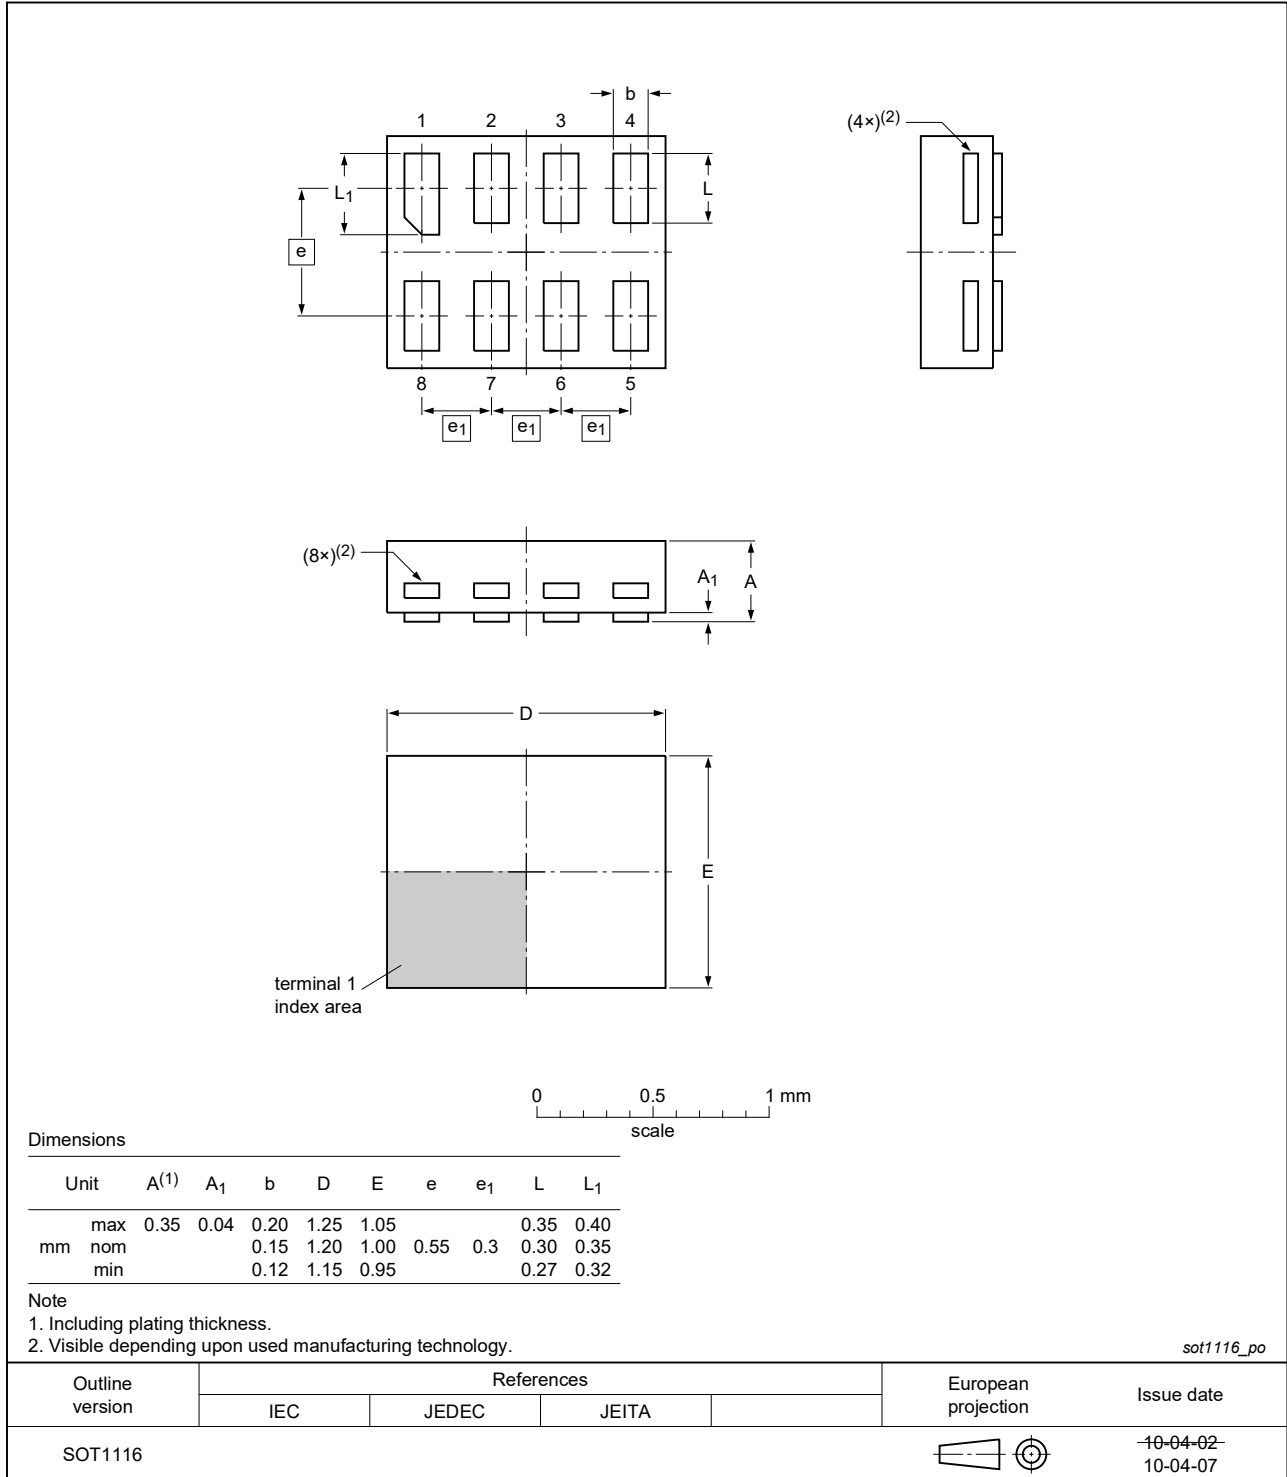 b
1 2 3 4
(4×)(2)
L1
L
e
8 7 6 5
e1 e1 e1
(8×)(2)
A1 A
D
E
terminal 1
index area
0 0.5 1 mm
scale
Dimensions
Unit A(1) A1 b D E e e1 L L1
max 0.35 0.04 0.20 1.25 1.05 0.35 0.40
mm nom 0.15 1.20 1.00 0.55 0.3 0.30 0.35
min 0.12 1.15 0.95 0.27 0.32
Note
1. Including plating thickness.
2. Visible depending upon used manufacturing technology.
sot1116_po
Outline
version
References
IEC JEDEC JEITA
European
projection
Issue date
SOT1116
10-04-02
10-04-07